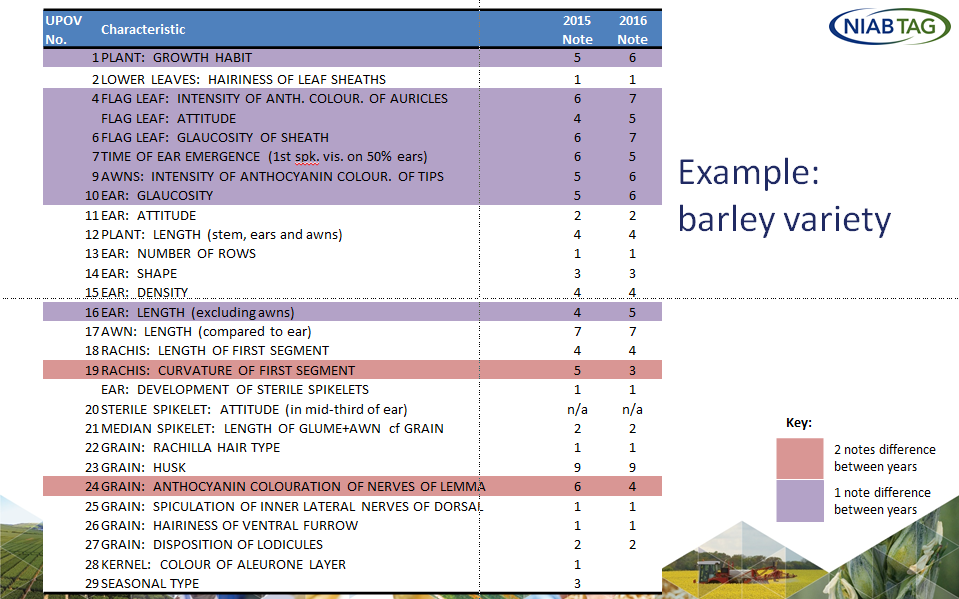 UPOV No. Characteristic 2015 Note 2016 Note
1 PLANT: GROWTH HABIT 5 6
2 LOWER LEAVES: HAIRINESS OF LEAF SHEATHS 1 1
4 FLAG LEAF: INTENSITY OF ANTH. COLOUR. OF AURICLES 6 7
FLAG LEAF: ATTITUDE 4 5
6 FLAG LEAF: GLAUCOSITY OF SHEATH 6 7
7 TIME OF EAR EMERGENCE (1st spk. vis. on 50% ears) 6 5
9 AWNS: INTENSITY OF ANTHOCYANIN COLOUR. OF TIPS 5 6
10 EAR: GLAUCOSITY 5 6
11 EAR: ATTITUDE 2 2
12 PLANT: LENGTH (stem, ears and awns) 4 4
13 EAR: NUMBER OF ROWS 1 1
14 EAR: SHAPE 3 3
15 EAR: DENSITY 4 4
16 EAR: LENGTH (excluding awns) 4 5
17 AWN: LENGTH (compared to ear) 7 7
18 RACHIS: LENGTH OF FIRST SEGMENT 4 4
19 RACHIS: CURVATURE OF FIRST SEGMENT 5 3
EAR: DEVELOPMENT OF STERILE SPIKELETS 1 1
20 STERILE SPIKELET: ATTITUDE (in mid-third of ear) n/a n/a
21 MEDIAN SPIKELET: LENGTH OF GLUME+AWN cf GRAIN 2 2
22 GRAIN: RACHILLA HAIR TYPE 1 1
23 GRAIN: HUSK 9 9
24 GRAIN: ANTHOCYANIN COLOURATION OF NERVES OF LEMMA 6 4
25 GRAIN: SPICULATION OF INNER LATERAL NERVES OF DORSAL 1 1
26 GRAIN: HAIRINESS OF VENTRAL FURROW 1 1
27 GRAIN: DISPOSITION OF LODICULES 2 2
28 KERNEL: COLOUR OF ALEURONE LAYER 1
29 SEASONAL TYPE 3
NIAB TAG
Example:
barley variety
Key:
2 notes difference
between years
1 note difference
between years